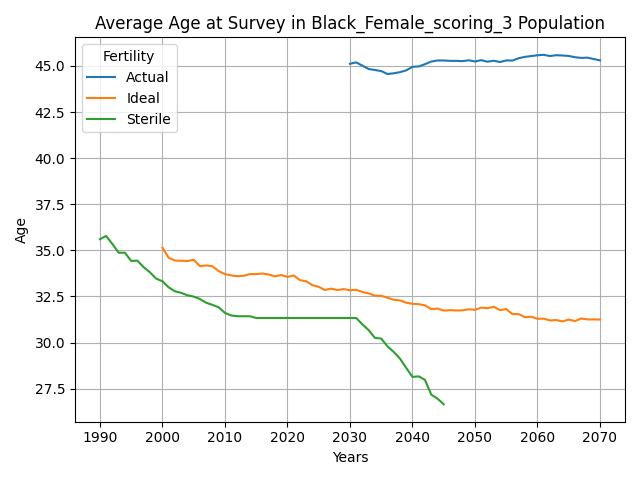 Average Age at Survey in Black_Female_scoring_3 Population
Fertility
Actual
Ideal
Sterile
Age
45.0
42.5
40.0
37.5
35.0
32.5
30.0
27.5
1990 2000 2010 2020 2030 2040 2050 2060 2070
Years